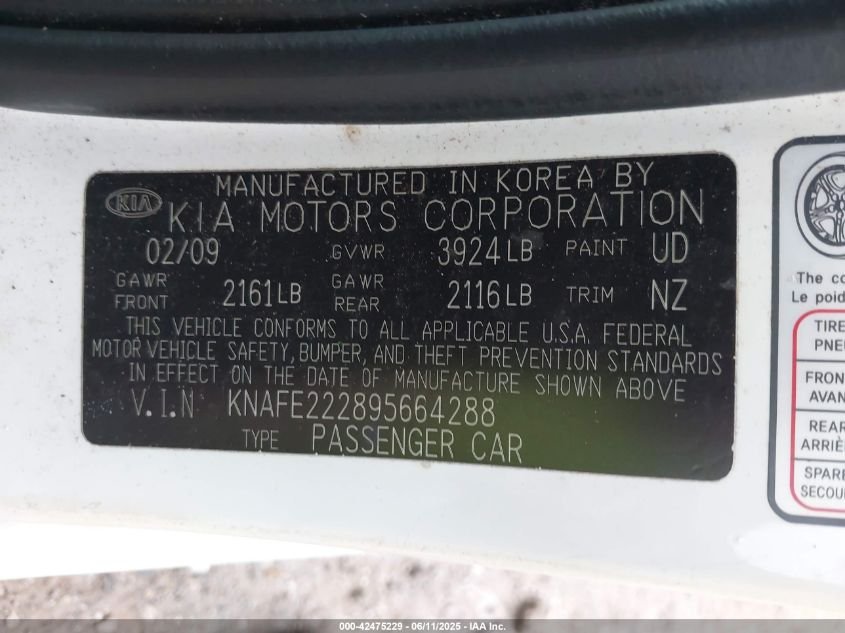 MANUFACTURED IN KOREA BY
KIA KIA MOTORS CORPORATION
02/09 GVWR 3924 LB PAINT UD
GAWR FRONT 2161 LB GAWR REAR 2116 LB TRIM NZ
THIS VEHICLE CONFORMS TO ALL APPLICABLE U.S.A. FEDERAL
MOTOR VEHICLE SAFETY, BUMPER, AND THEFT PREVENTION STANDARDS
IN EFFECT ON THE DATE OF MANUFACTURE SHOWN ABOVE
V.I.N KNAFE222895664288
TYPE PASSENGER CAR
The
Le
TIRE
FRON
AVAN
REAR
ARRIÈ
SPARE
SECOU
000-42475229 - 06/11/2025 - © IAA Inc.